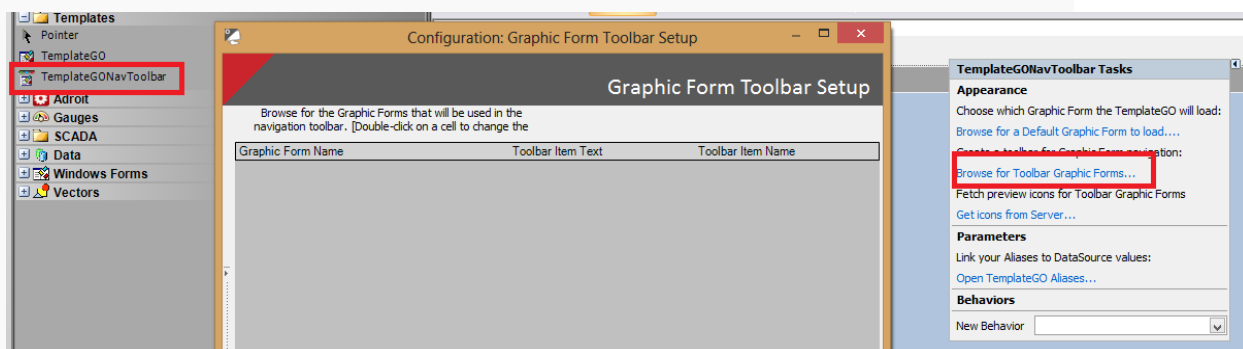 Templates
Pointer
TemplateGO
TemplateGONavToolbar
Adroit
Gauges
SCADA
Data
Windows Forms
Vectors
Configuration: Graphic Form Toolbar Setup
Graphic Form Toolbar Setup
Browse for the Graphic Forms that will be used in the
navigation toolbar. [Double-click on a cell to change the
Graphic Form Name Toolbar Item Text Toolbar Item Name
TemplateGONavToolbar Tasks
Appearance
Choose which Graphic Form the TemplateGO will load:
Browse for a Default Graphic Form to load....
Create a toolbar for Graphic Form navigation:
Browse for Toolbar Graphic Forms...
Fetch preview icons for Toolbar Graphic Forms
Get icons from Server...
Parameters
Link your Aliases to DataSource values:
Open TemplateGO Aliases...
Behaviors
New Behavior